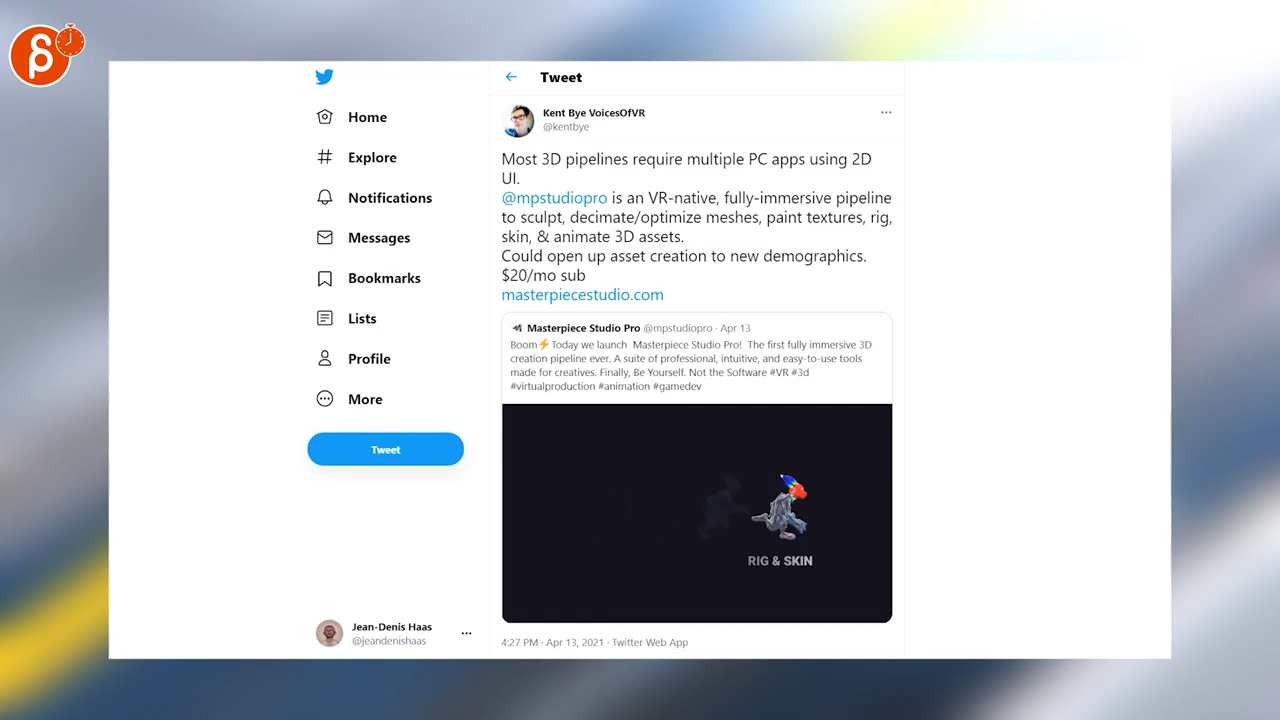 Tweet
Kent Bye VoicesOfVR
@kentbye
Home
Explore
Notifications
Messages
Bookmarks
Lists
Profile
More
Tweet
Most 3D pipelines require multiple PC apps using 2D
UI.
@mpstudiopro is an VR-native, fully-immersive pipeline
to sculpt, decimate/optimize meshes, paint textures, rig,
skin, & animate 3D assets.
Could open up asset creation to new demographics.
$20/mo sub
masterpiecestudio.com
Masterpiece Studio Pro @mpstudiopro · Apr 13
Boom⚡Today we launch Masterpiece Studio Pro! The first fully immersive 3D
creation pipeline ever. A suite of professional, intuitive, and easy-to-use tools
made for creatives. Finally, Be Yourself. Not the Software #VR #3d
#virtualproduction #animation #gamedev
RIG & SKIN
Jean-Denis Haas
@jeandenishaas
4:27 PM · Apr 13, 2021 · Twitter Web App